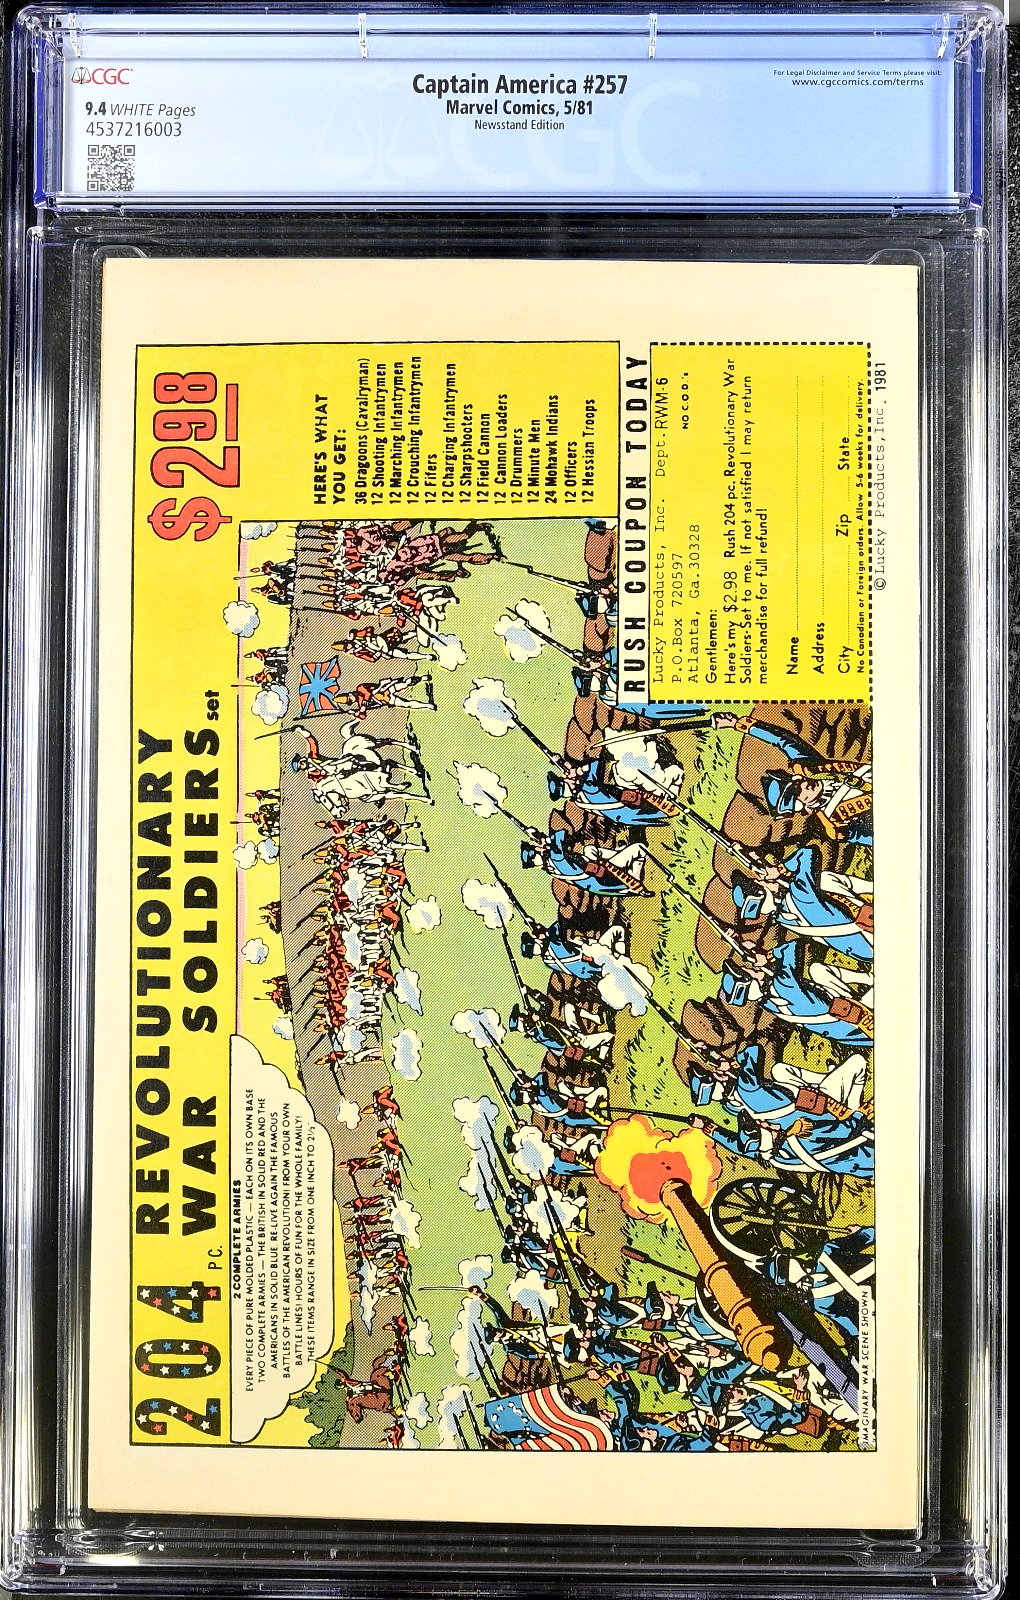 CGC
9.4 WHITE Pages
4537216003
Captain America #257
Marvel Comics, 5/81
Newsstand Edition
For Legal Disclaimer and Service Terms please visit:
www.cgccomics.com/terms
CGC
204 PC. REVOLUTIONARY
WAR SOLDIERS set
$298
2 COMPLETE ARMIES
EVERY PIECE OF PURE MOLDED PLASTIC — EACH ON ITS OWN BASE
TWO COMPLETE ARMIES — THE BRITISH IN SOLID RED AND THE
AMERICANS IN SOLID BLUE. RE-LIVE AGAIN THE FAMOUS
BATTLES OF THE AMERICAN REVOLUTION! FROM YOUR OWN
BATTLE LINES! HOURS OF FUN FOR THE WHOLE FAMILY!
THESE ITEMS RANGE IN SIZE FROM ONE INCH TO 2½"
HERE'S WHAT
YOU GET:
36 Dragoons (Cavalryman)
12 Shooting Infantrymen
12 Marching Infantrymen
12 Crouching Infantrymen
12 Fifers
12 Charging Infantrymen
12 Sharpshooters
12 Field Cannon
12 Cannon Loaders
12 Drummers
12 Minute Men
24 Mohawk Indians
12 Officers
12 Hessian Troops
RUSH COUPON TODAY
Lucky Products, Inc. Dept. RWM-6
P.O. Box 720597
NO C.O.D.'s
Atlanta, Ga. 30328
Gentlemen:
Here's my $2.98 Rush 204 pc. Revolutionary War
Soldiers Set to me. If not satisfied I may return
merchandise for full refund!
Name
Address
City Zip State
No Canadian or Foreign orders. Allow 5-6 weeks for delivery.
© Lucky Products, Inc. 1981
IMAGINARY WAR SCENE SHOWN